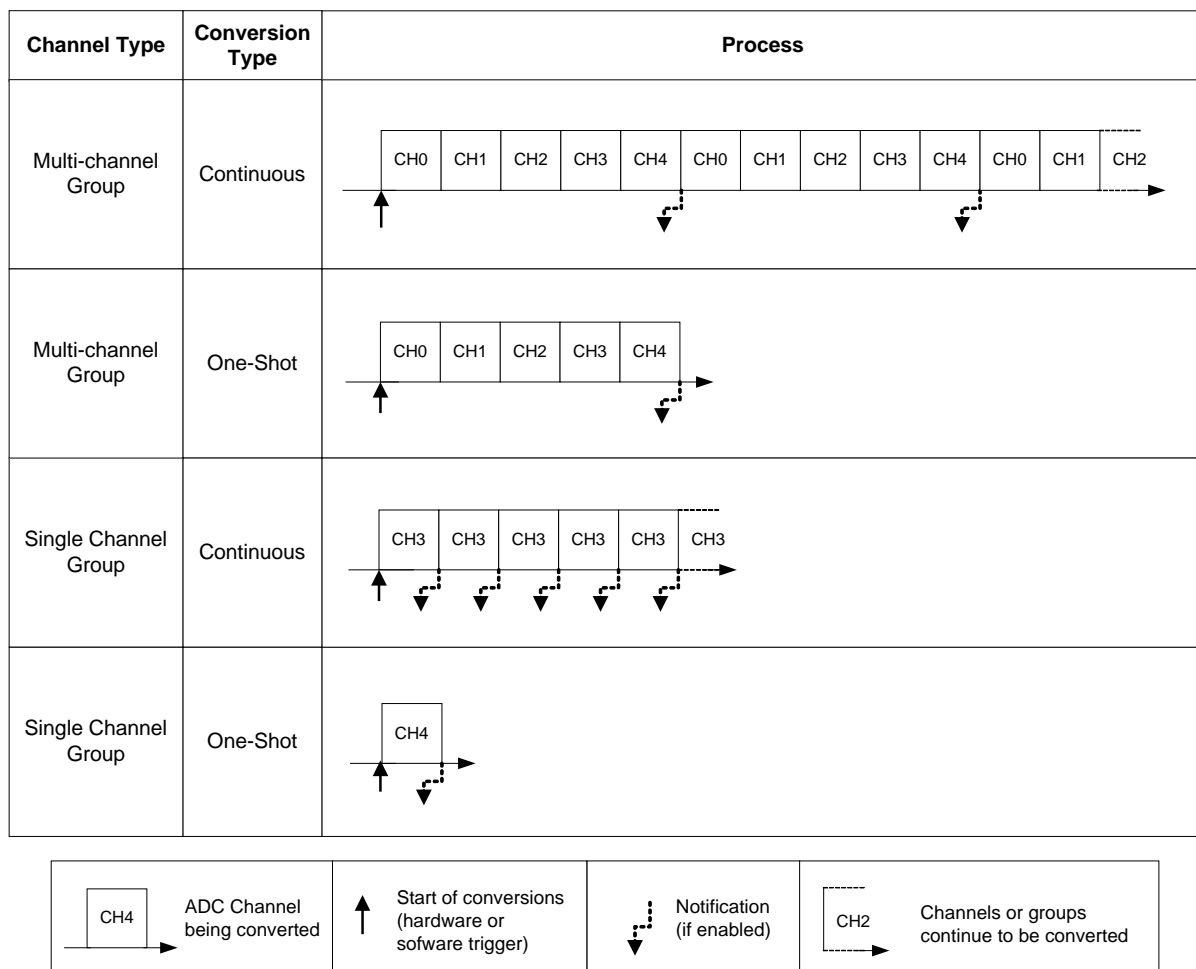 Channel Type
Conversion
Type
Process
Multi-channel
Group
Continuous
CH0 CH1 CH2 CH3 CH4 CH0 CH1 CH2 CH3 CH4 CH0 CH1 CH2
Multi-channel
Group
One-Shot
CH0 CH1 CH2 CH3 CH4
Single Channel
Group
Continuous
CH3 CH3 CH3 CH3 CH3 CH3
Single Channel
Group
One-Shot
CH4
CH4
ADC Channel
being converted
Start of conversions
(hardware or
sofware trigger)
Notification
(if enabled)
CH2
Channels or groups
continue to be converted